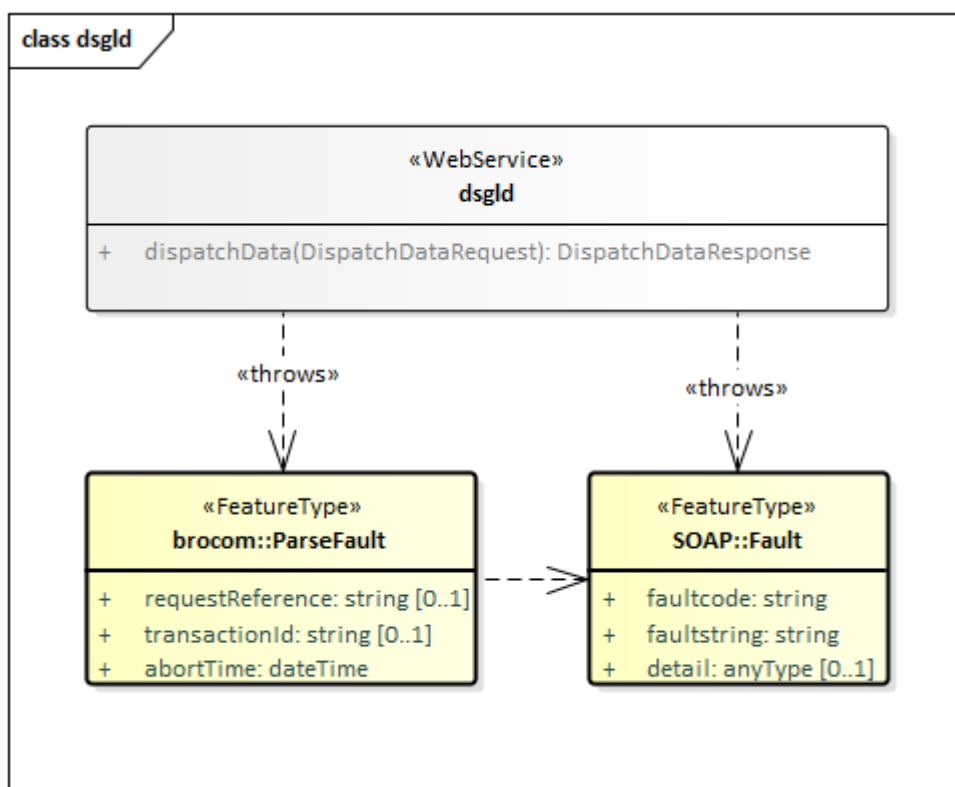 class dsgld
«WebService»
dsgld
+ dispatchData(DispatchDataRequest): DispatchDataResponse
«throws»
«throws»
«FeatureType»
brocom::ParseFault
+ requestReference: string [0..1]
+ transactionId: string [0..1]
+ abortTime: dateTime
«FeatureType»
SOAP::Fault
+ faultcode: string
+ faultstring: string
+ detail: anyType [0..1]